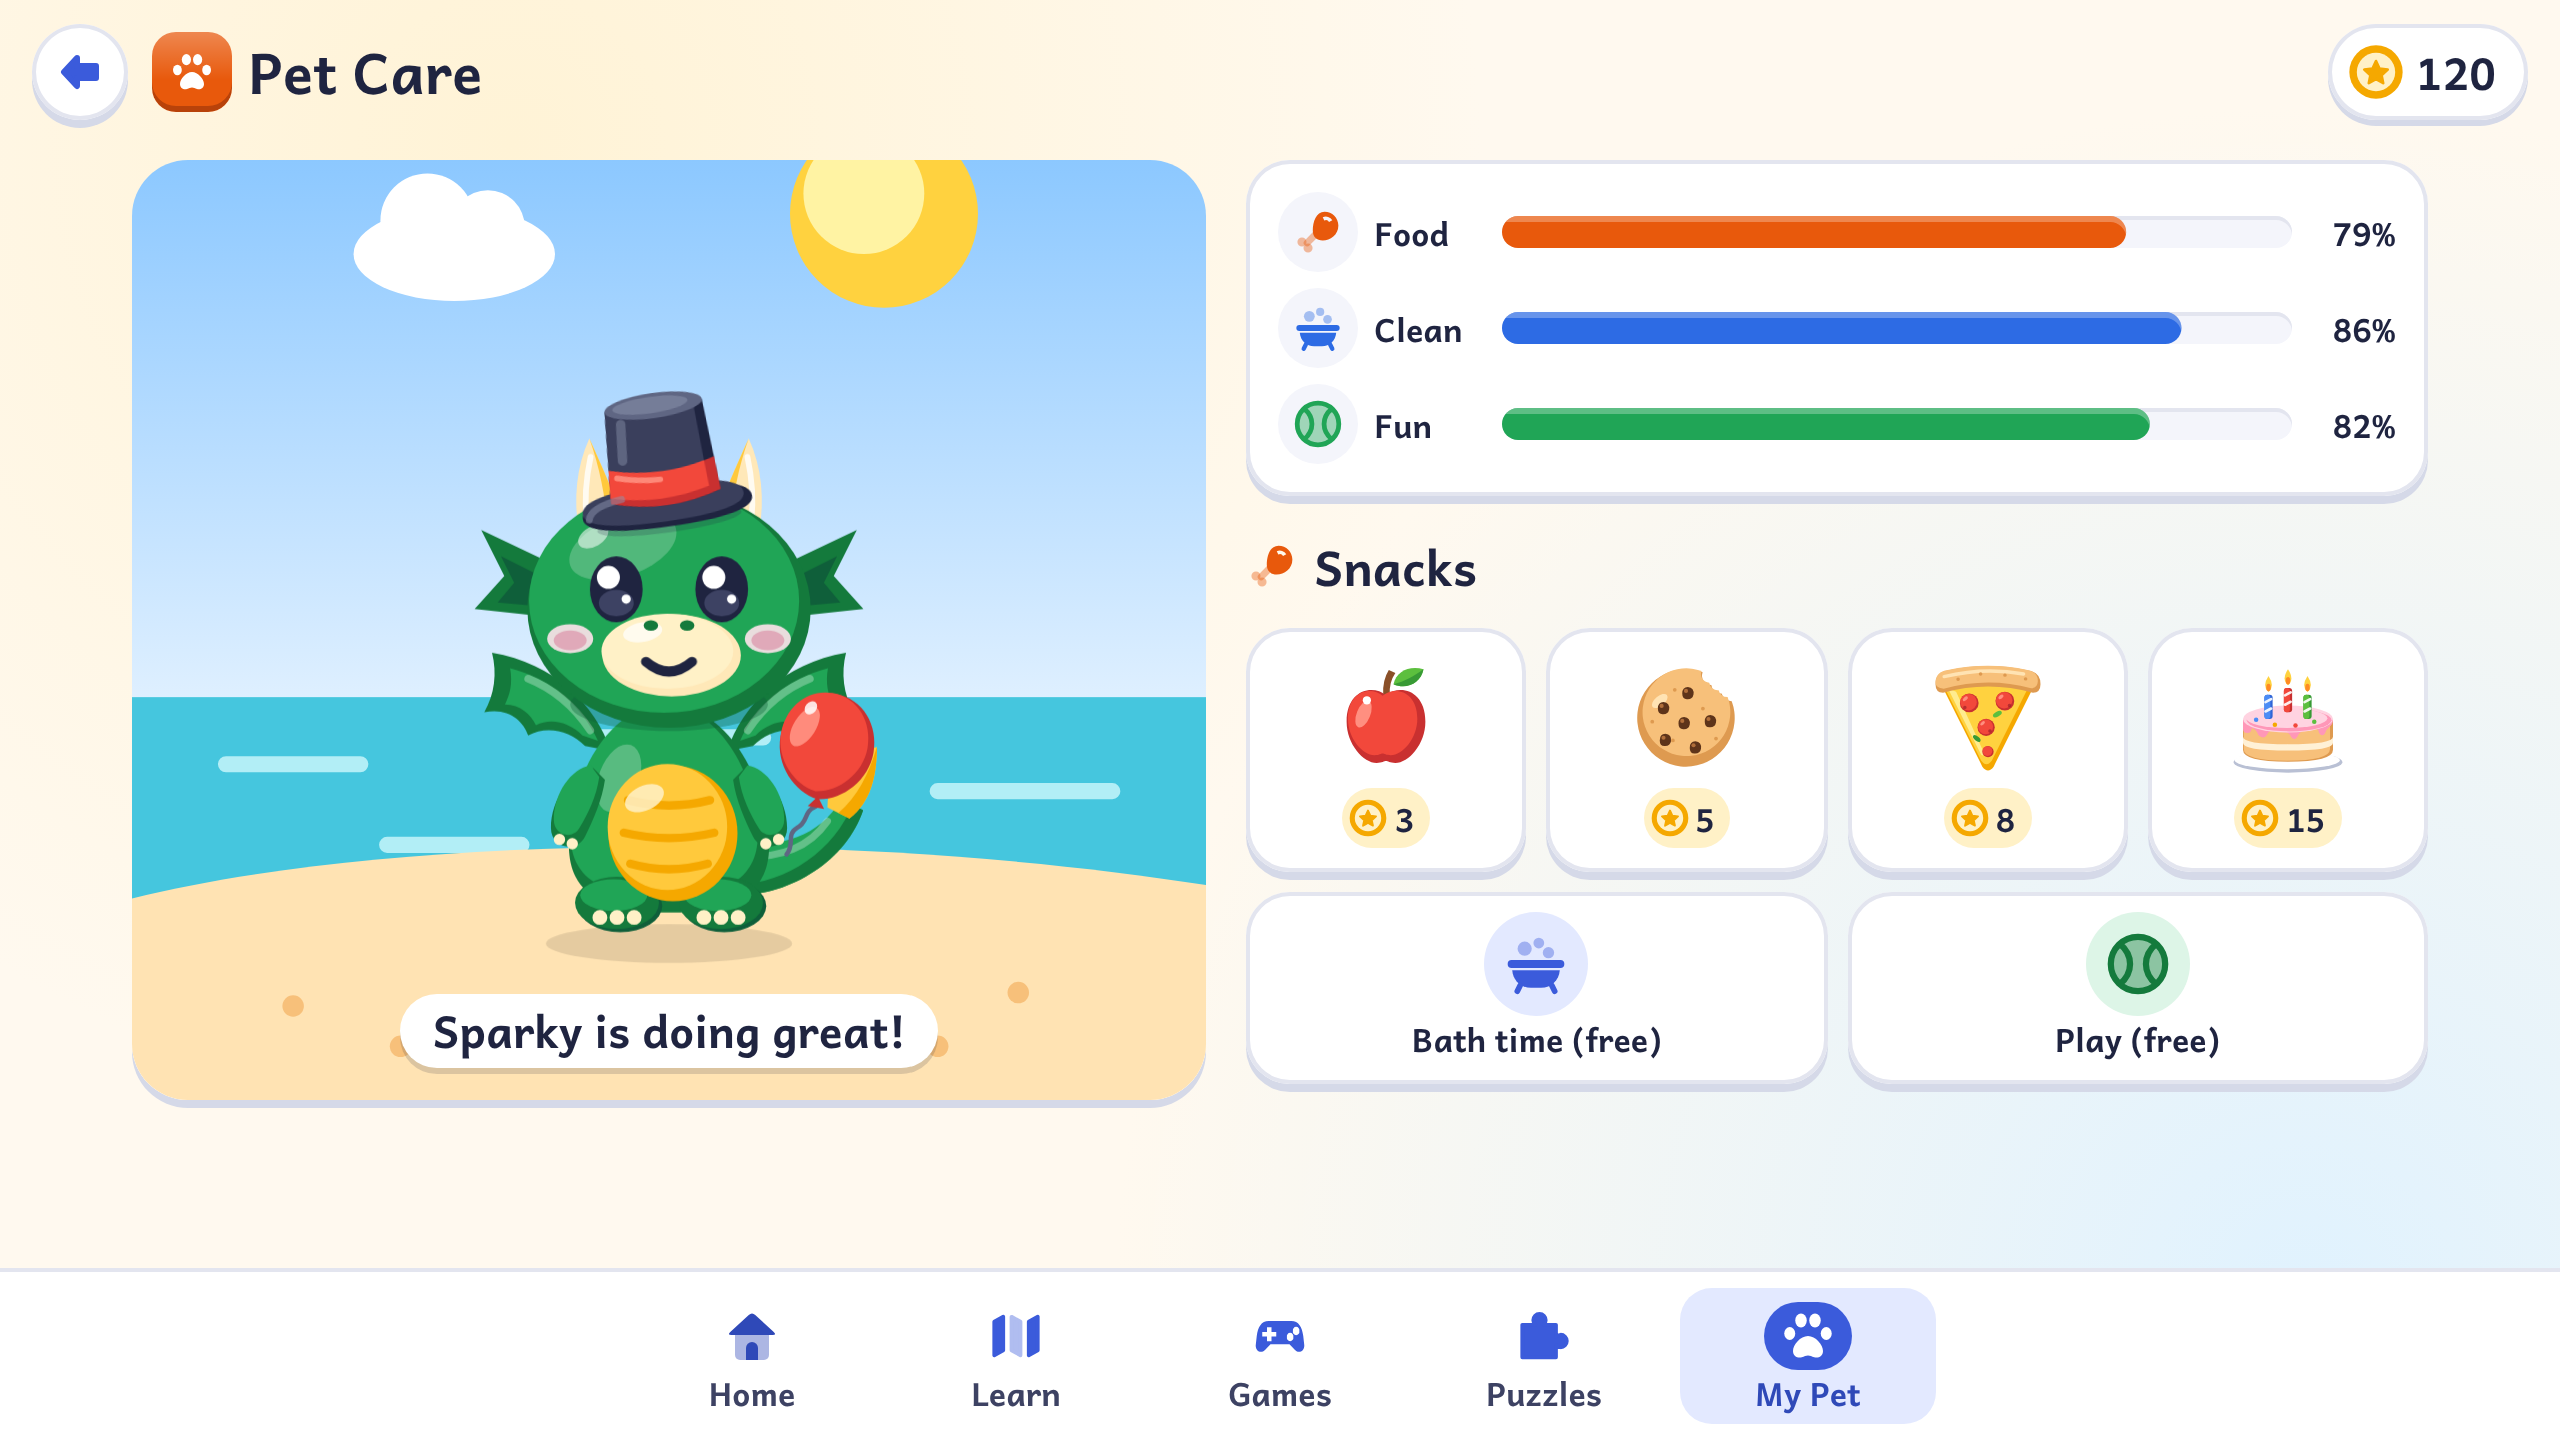 Pet Care
120
Food 79%
Clean 86%
Fun 82%
Snacks
3 5 8 15
Bath time (free) Play (free)
Sparky is doing great!
Home Learn Games Puzzles My Pet